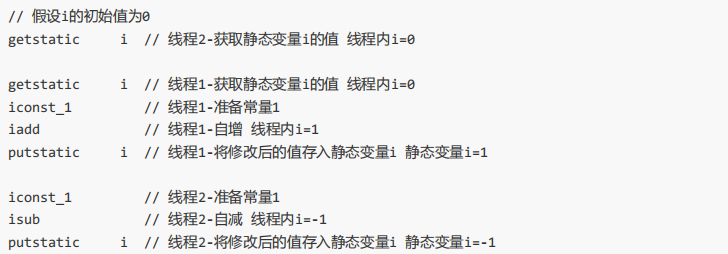 // 假设i的初始值为0
getstatic i // 线程2-获取静态变量i的值 线程内i=0
getstatic i // 线程1-获取静态变量i的值 线程内i=0
iconst_1 // 线程1-准备常量1
iadd // 线程1-自增 线程内i=1
putstatic i // 线程1-将修改后的值存入静态变量i 静态变量i=1
iconst_1 // 线程2-准备常量1
isub // 线程2-自减 线程内i=-1
putstatic i // 线程2-将修改后的值存入静态变量i 静态变量i=-1